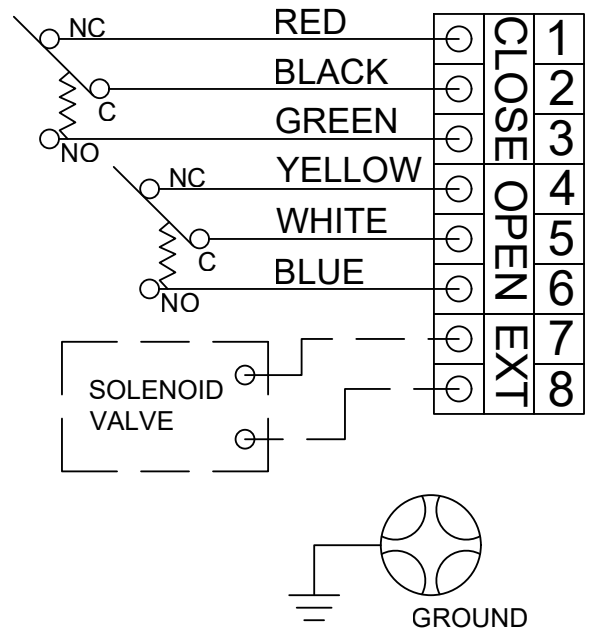 NC RED 1
BLACK 2
C
GREEN 3
NO
CLOSE
NC YELLOW 4
WHITE 5
C
BLUE 6
NO
OPEN
7
EXT
8
SOLENOID
VALVE
GROUND